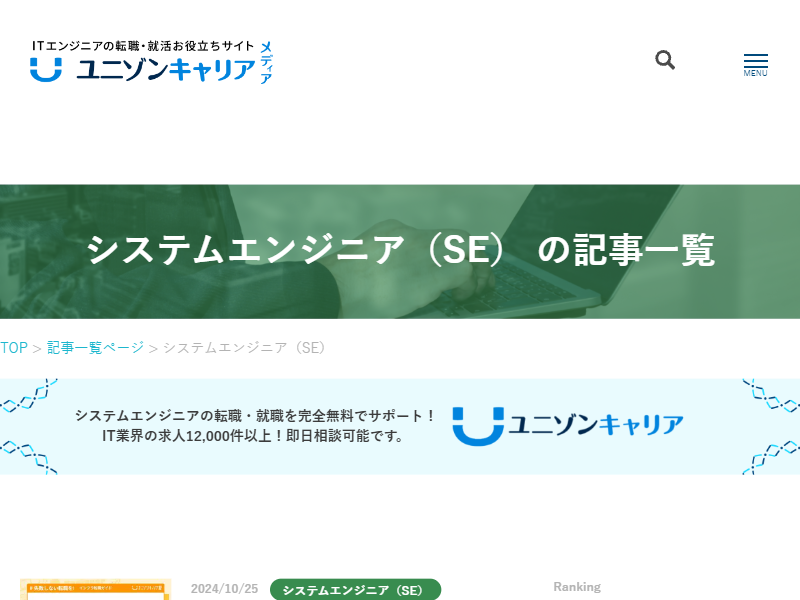 ITエンジニアの転職・就活お役立ちサイト
ユニゾンキャリア
メディア
MENU
システムエンジニア（SE） の記事一覧
TOP > 記事一覧ページ > システムエンジニア（SE）
システムエンジニアの転職・就職を完全無料でサポート！
IT業界の求人12,000件以上！即日相談可能です。
ユニゾンキャリア
2024/10/25
システムエンジニア（SE）
Ranking